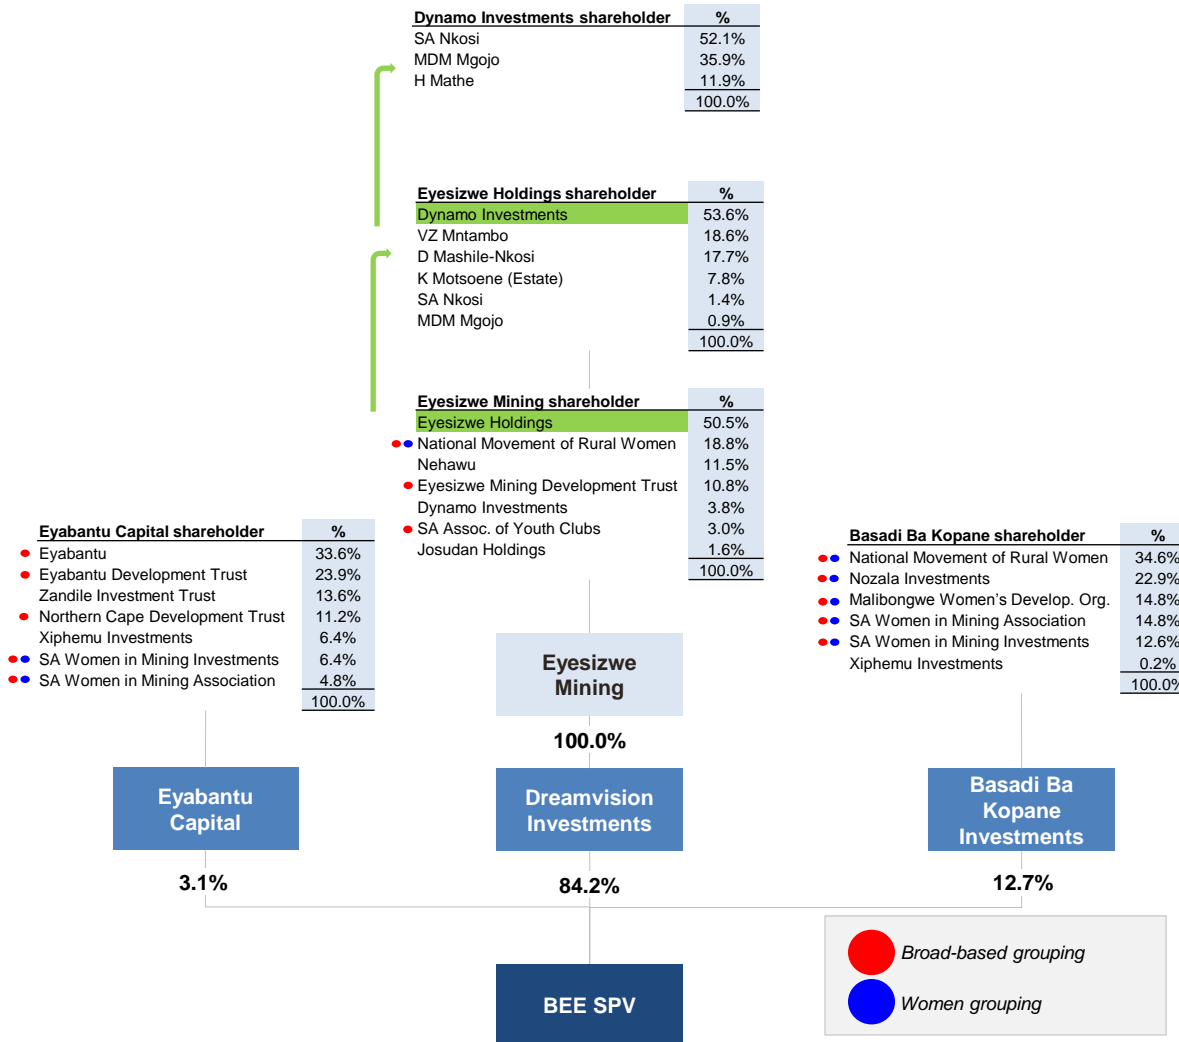 Dynamo Investments shareholder %
SA Nkosi 52.1%
MDM Mgojo 35.9%
H Mathe 11.9%
100.0%
Eyesizwe Holdings shareholder %
Dynamo Investments 53.6%
VZ Mntambo 18.6%
D Mashile-Nkosi 17.7%
K Motsoene (Estate) 7.8%
SA Nkosi 1.4%
MDM Mgojo 0.9%
100.0%
Eyesizwe Mining shareholder %
Eyesizwe Holdings 50.5%
National Movement of Rural Women 18.8%
Nehawu 11.5%
Eyesizwe Mining Development Trust 10.8%
Dynamo Investments 3.8%
SA Assoc. of Youth Clubs 3.0%
Josudan Holdings 1.6%
100.0%
Eyabantu Capital shareholder %
Eyabantu 33.6%
Eyabantu Development Trust 23.9%
Zandile Investment Trust 13.6%
Northern Cape Development Trust 11.2%
Xiphemu Investments 6.4%
SA Women in Mining Investments 6.4%
SA Women in Mining Association 4.8%
100.0%
Basadi Ba Kopane shareholder %
National Movement of Rural Women 34.6%
Nozala Investments 22.9%
Malibongwe Women’s Develop. Org. 14.8%
SA Women in Mining Association 14.8%
SA Women in Mining Investments 12.6%
Xiphemu Investments 0.2%
100.0%
Eyesizwe
Mining
100.0%
Eyabantu
Capital
Dreamvision
Investments
Basadi Ba
Kopane
Investments
3.1%
84.2%
12.7%
BEE SPV
Broad-based grouping
Women grouping